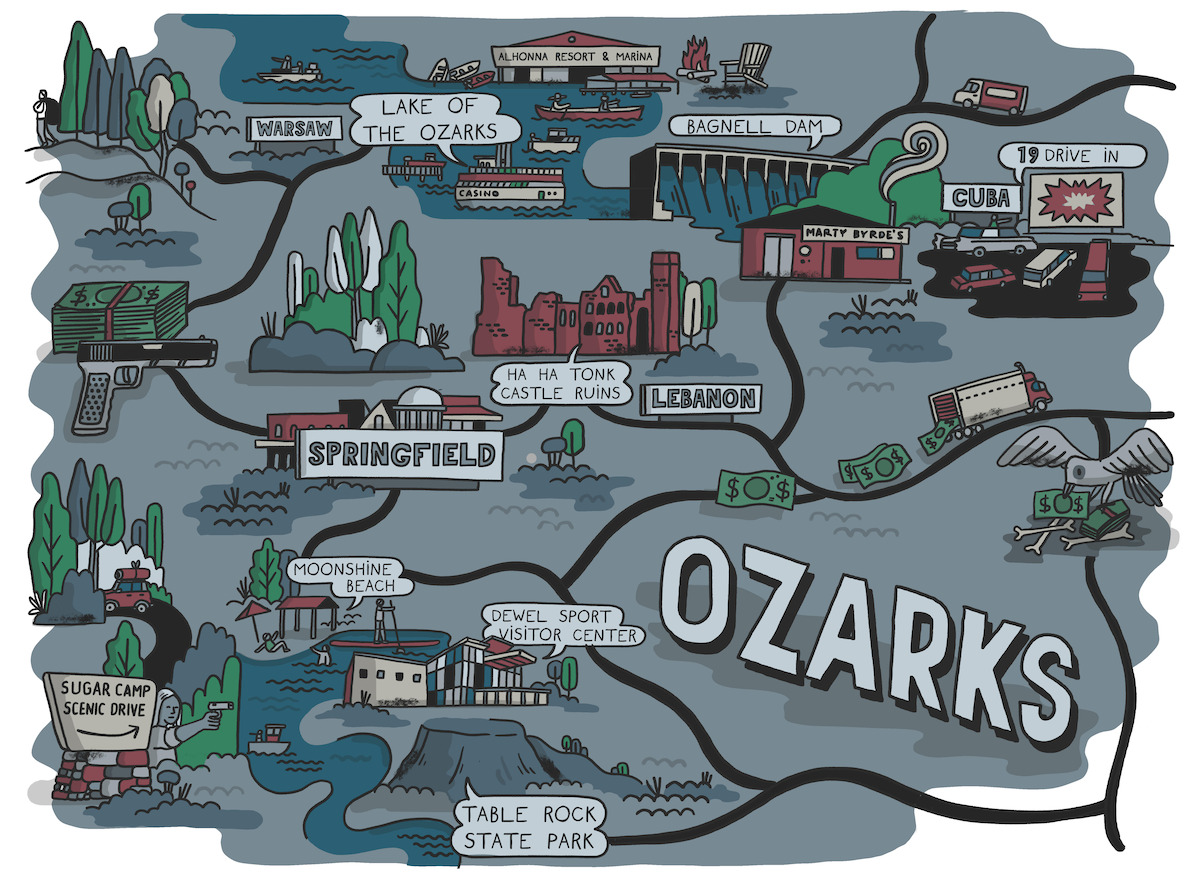 ALHONNA RESORT & MARINA
LAKE OF
THE OZARKS
WARSAW
BAGNELL DAM
19 DRIVE IN
CUBA
CASINO
MARTY BYRDE'S
$ $
HA HA TONK
CASTLE RUINS
LEBANON
SPRINGFIELD
$ $
$ $
$
$ $
MOONSHINE
BEACH
DEWEL SPORT
VISITOR CENTER
OZARKS
SUGAR CAMP
SCENIC DRIVE
TABLE ROCK
STATE PARK